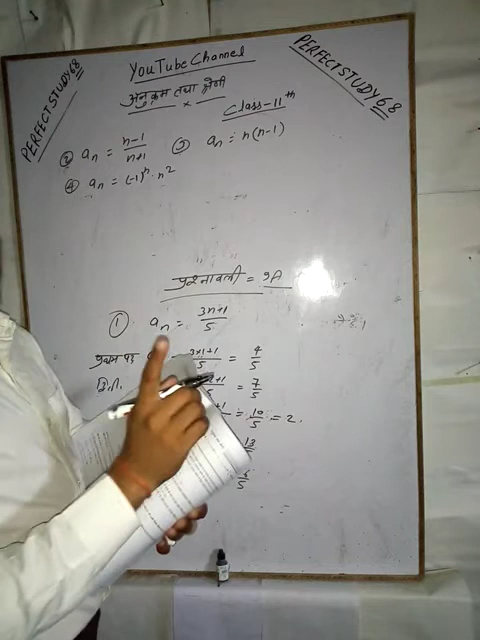 YouTube Channel
PERFECT STUDY 68
PERFECT STUDY 68
अनुक्रम तथा श्रेणी
×
Class-11th
② aₙ = (n-1)/(n+1) ③ aₙ = n(n-1)
④ aₙ = (-1)ⁿ · n²
प्रश्नावली = 9A
① aₙ = (3n+1)/5
प्रथम पद = (3×1+1)/5 = 4/5
द्विती. +1/5 = 7/5
+1 = 10/5 = 2.
13
5